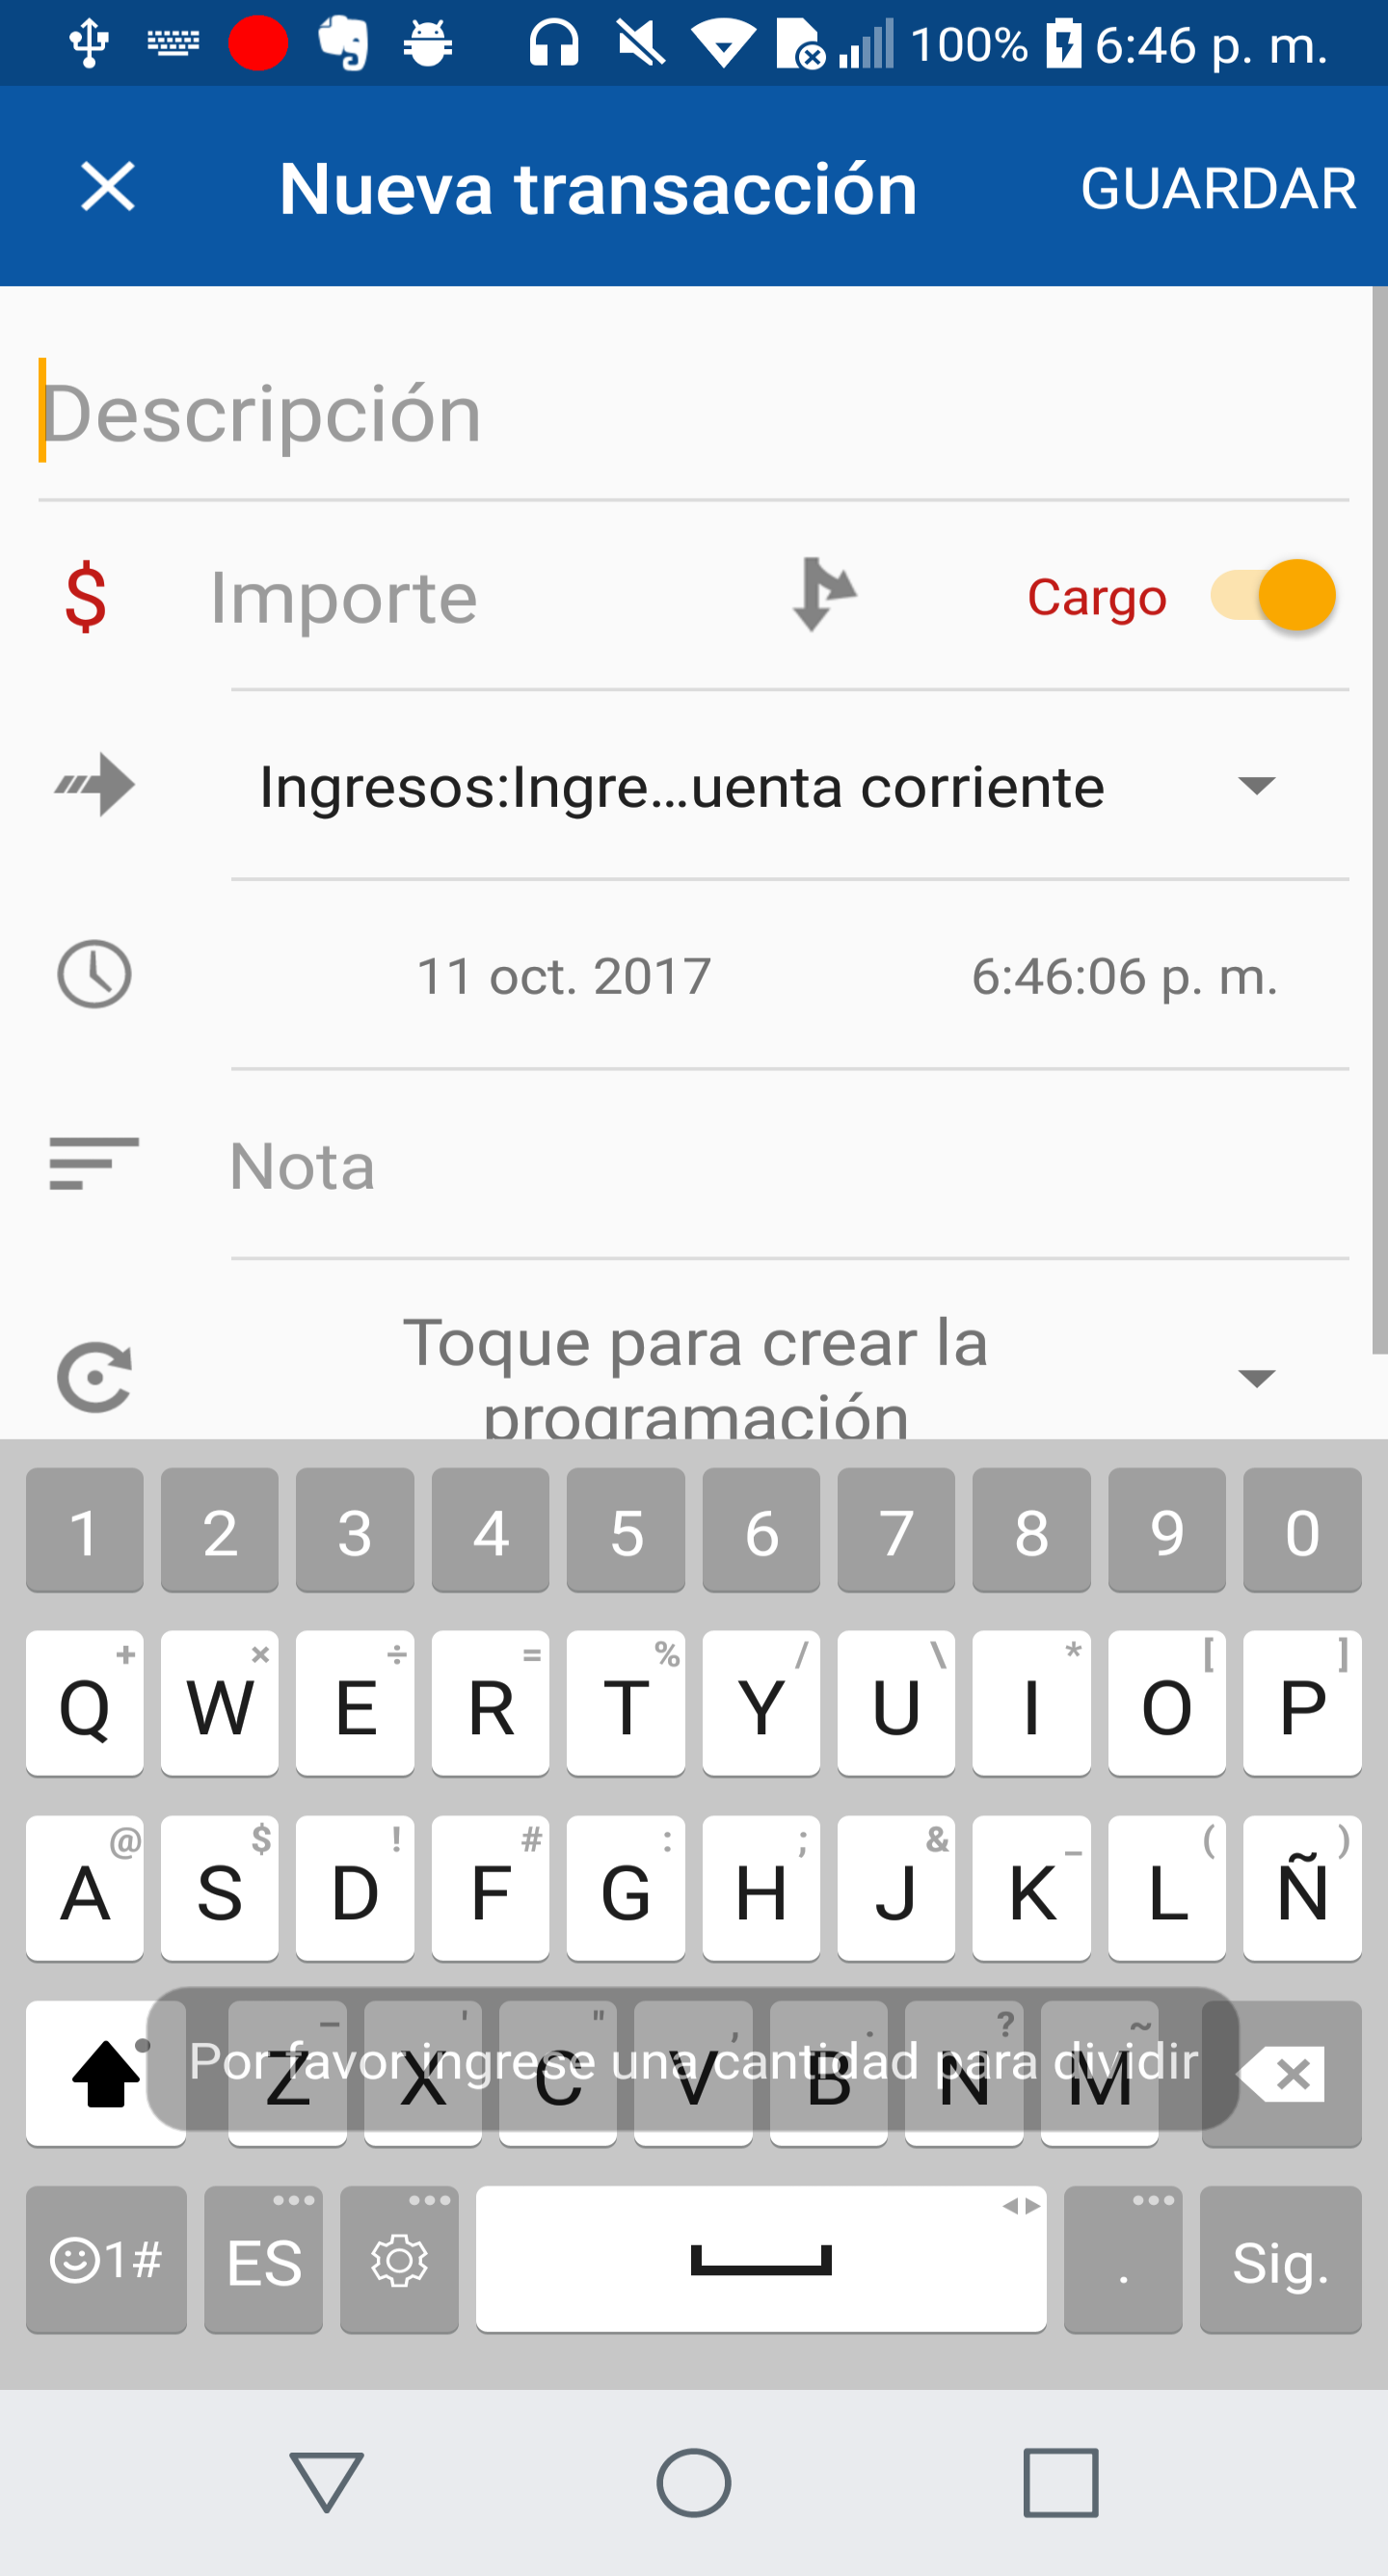 100% 6:46 p. m.
Nueva transacción GUARDAR
Descripción
$ Importe Cargo
Ingresos:Ingre...uenta corriente
11 oct. 2017 6:46:06 p. m.
Nota
Toque para crear la
programación
1 2 3 4 5 6 7 8 9 0
+ × ÷ = % / \ * [ ]
Q W E R T Y U I O P
@ $ ! # : ; & _ ( )
A S D F G H J K L Ñ
– ' " , . ? ~
Z X C V B N M
Por favor ingrese una cantidad para dividir
1# ES . Sig.